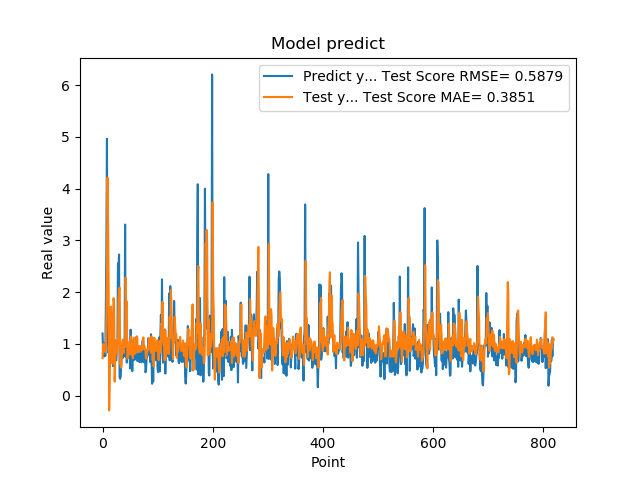 Model predict
Predict y... Test Score RMSE= 0.5879
Test y... Test Score MAE= 0.3851
Real value
6
5
4
3
2
1
0
0 200 400 600 800
Point